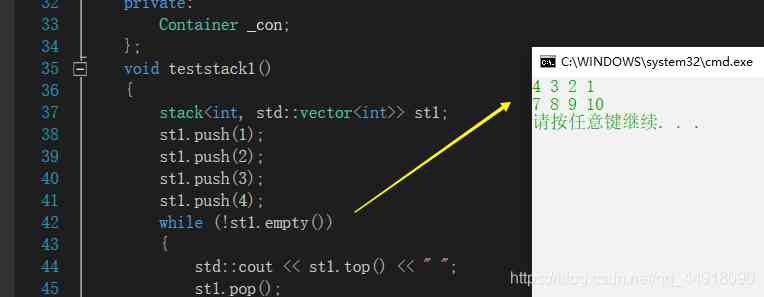 32 private:
33 Container _con;
34 };
35 void teststack1()
36 {
37 stack<int, std::vector<int>> st1;
38 st1.push(1);
39 st1.push(2);
40 st1.push(3);
41 st1.push(4);
42 while (!st1.empty())
43 {
44 std::cout << st1.top() << " ";
45 st1.pop();
C:\WINDOWS\system32\cmd.exe
4 3 2 1
7 8 9 10
请按任意键继续. . .
https://blog.csdn.net/qq_44918090